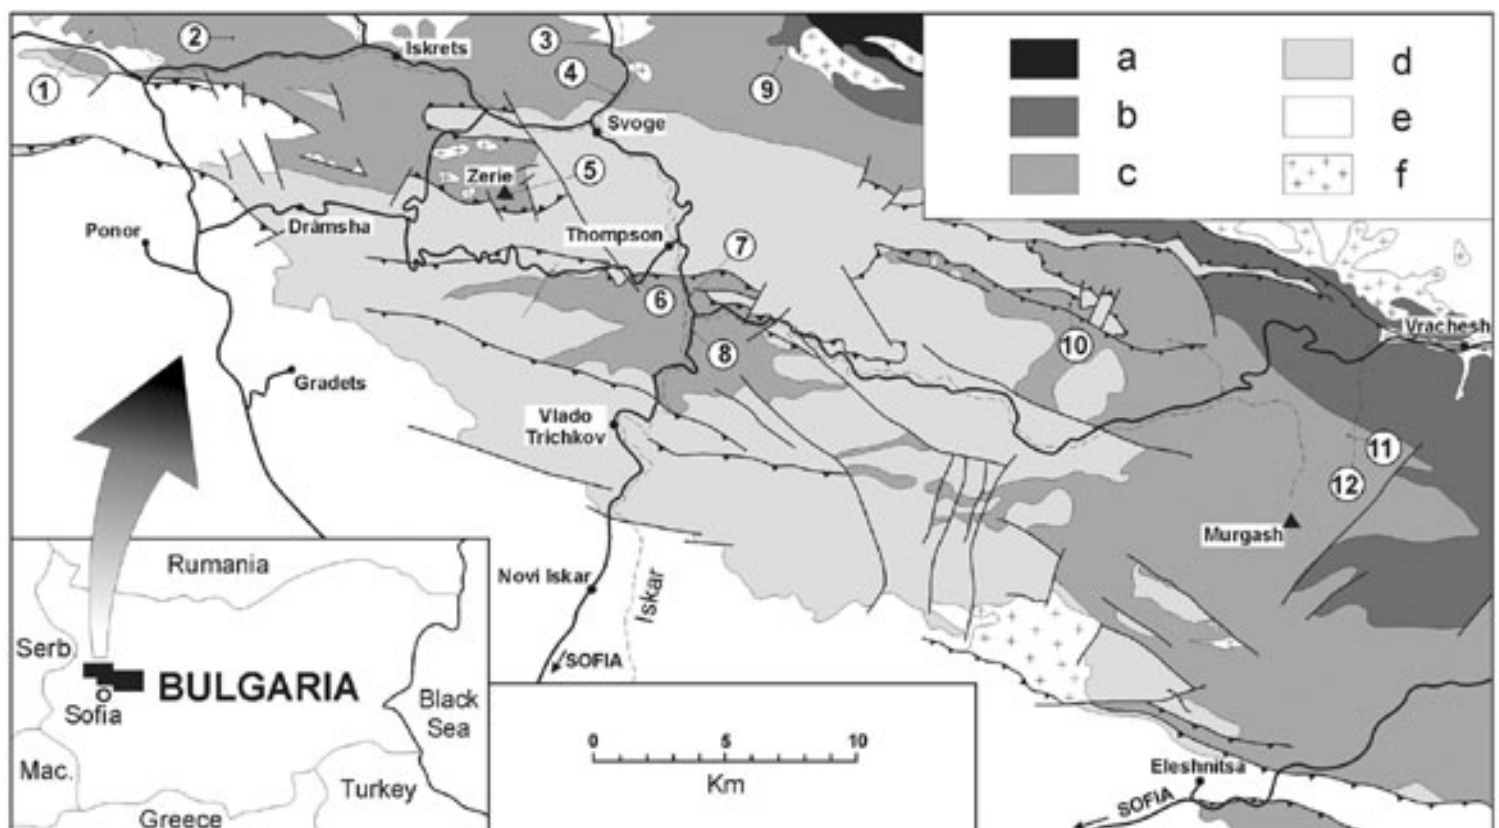 2
3
Iskrets
4
1
9
a
d
b
e
c
f
Svoge
Zerie
5
Ponor
Drámsha
Thompson
7
6
8
10
Vrachesh
Gradets
Vlado
Trichkov
11
12
Murgash
Novi Iskar
Iskar
SOFIA
Rumania
Serb.
BULGARIA
Sofia
Black
Sea
Mac.
Turkey
Greece
0
5
10
Km
Eleshnitsa
SOFIA